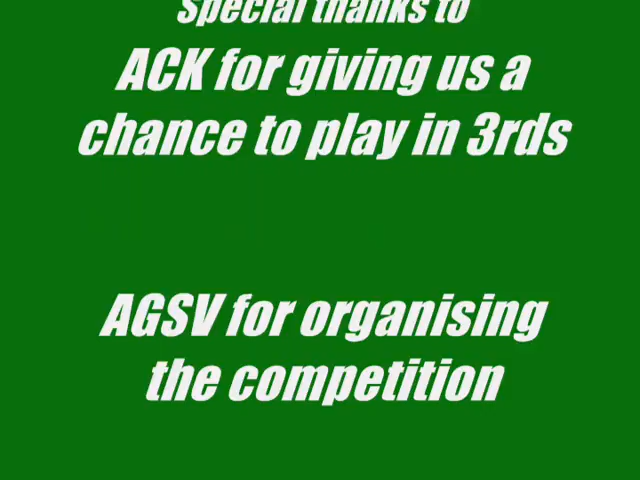 Special thanks to
ACK for giving us a
chance to play in 3rds
AGSV for organising
the competition